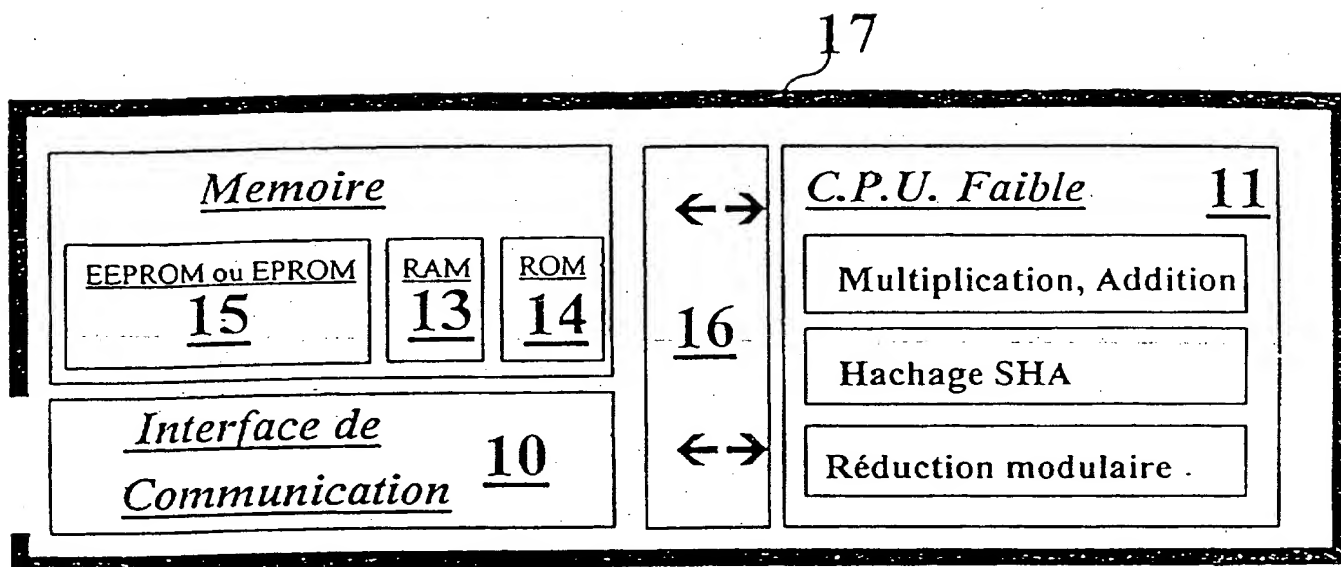 17
Memoire
EEPROM ou EPROM
15
RAM
13
ROM
14
Interface de
Communication
10
←→
16
←→
C.P.U. Faible
11
Multiplication, Addition
Hachage SHA
Réduction modulaire